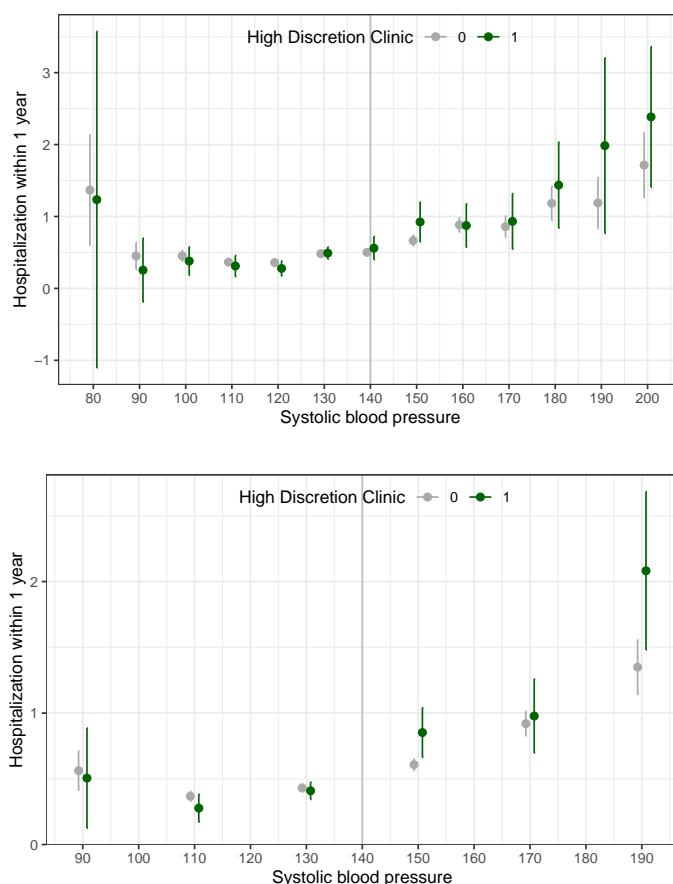 High Discretion Clinic 0 1
3
2
1
0
−1
Hospitalization within 1 year
80 90 100 110 120 130 140 150 160 170 180 190 200
Systolic blood pressure
High Discretion Clinic 0 1
2
1
0
Hospitalization within 1 year
90 100 110 120 130 140 150 160 170 180 190
Systolic blood pressure